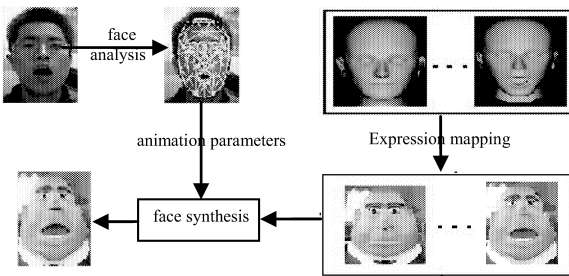 face
analysis
animation parameters
Expression mapping
face synthesis